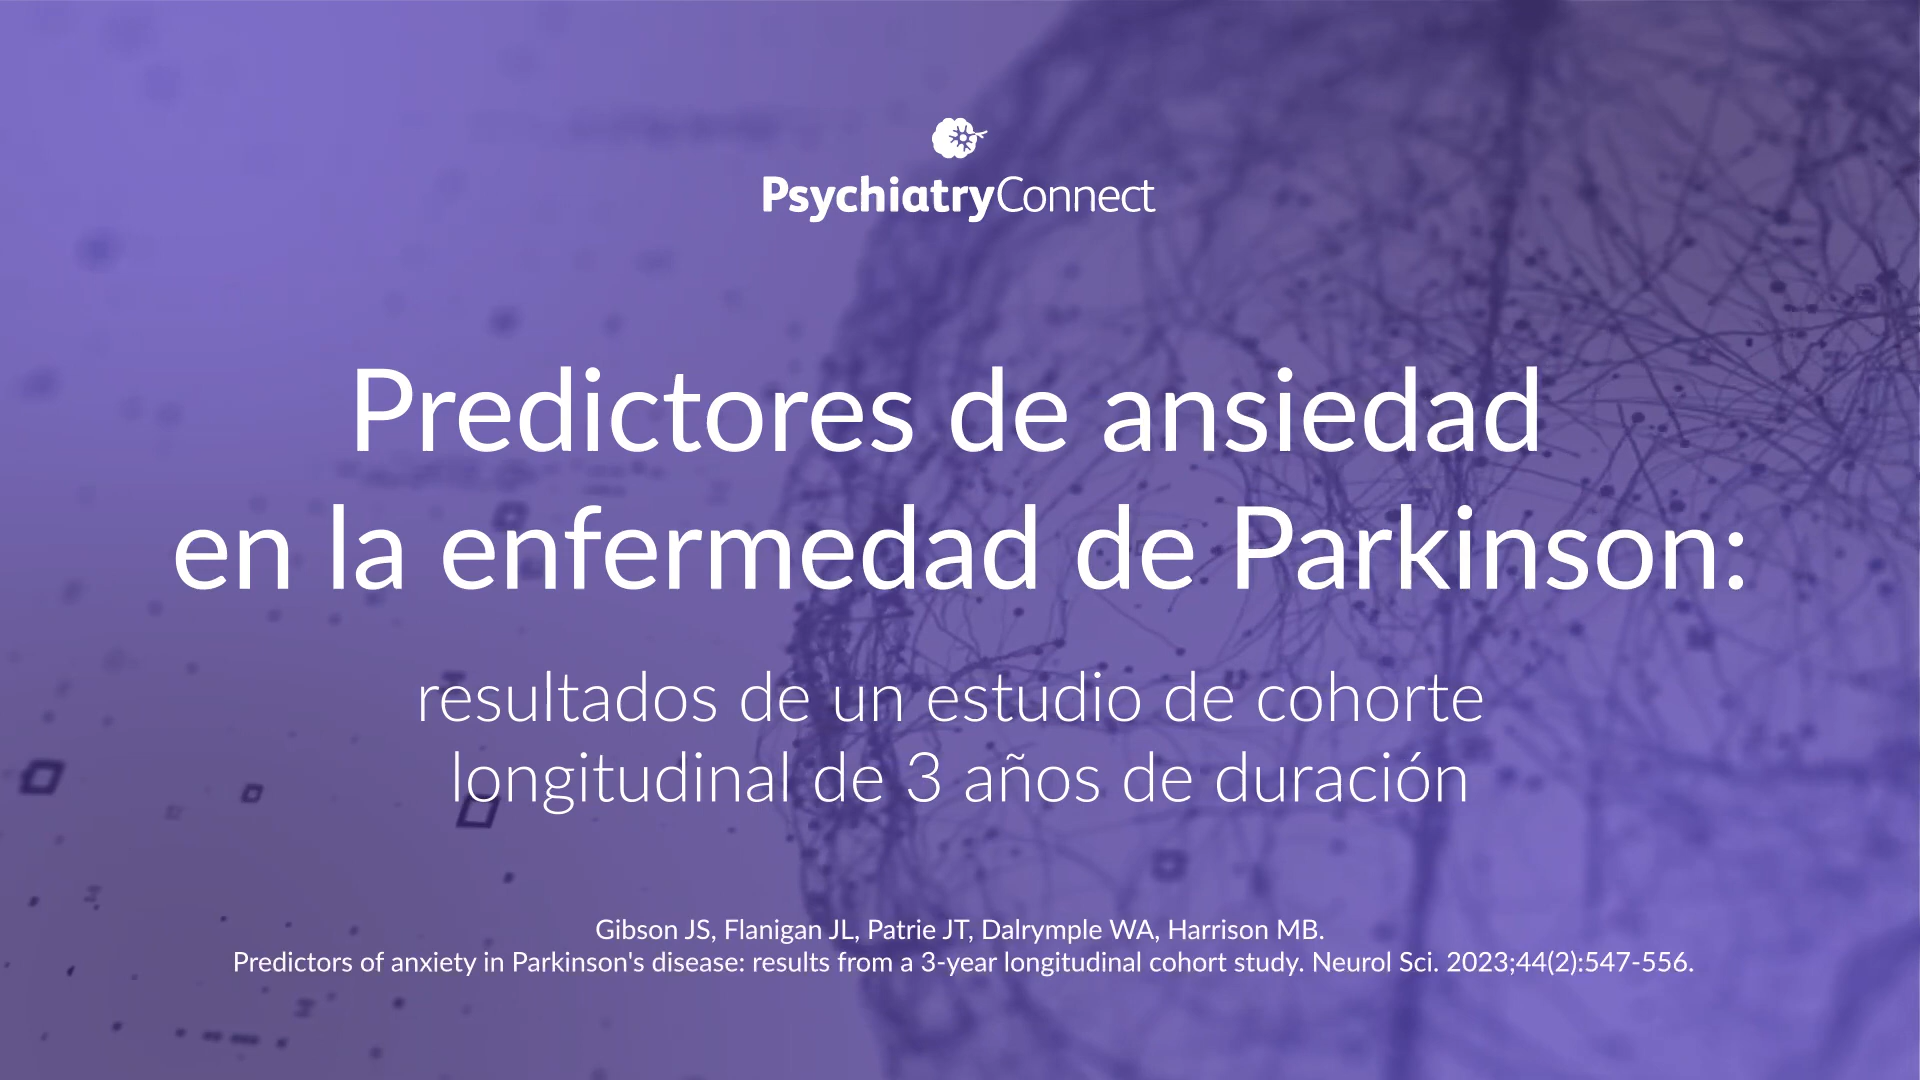 PsychiatryConnect
Predictores de ansiedad
en la enfermedad de Parkinson:
resultados de un estudio de cohorte
longitudinal de 3 años de duración
Gibson JS, Flanigan JL, Patrie JT, Dalrymple WA, Harrison MB.
Predictors of anxiety in Parkinson's disease: results from a 3-year longitudinal cohort study. Neurol Sci. 2023;44(2):547-556.